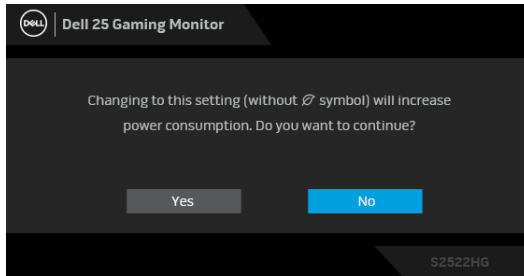 DELL
Dell 25 Gaming Monitor
Changing to this setting (without symbol) will increase
power consumption. Do you want to continue?
Yes
No
S2522HG